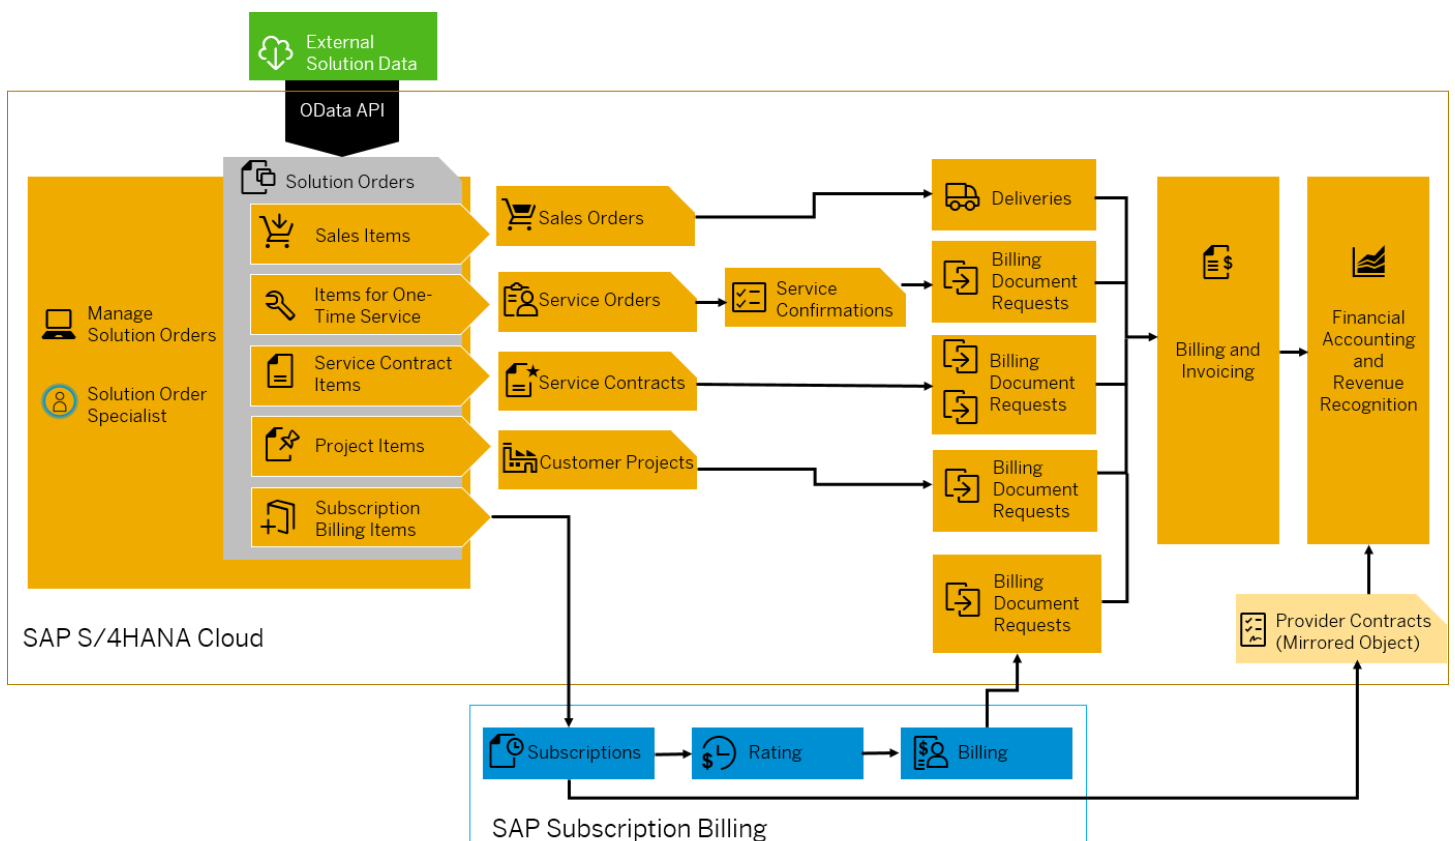 External
Solution Data
OData API
Solution Orders
Sales Items
Items for One-
Time Service
Service Contract
Items
Project Items
Subscription
Billing Items
Manage
Solution Orders
Solution Order
Specialist
Sales Orders
Service Orders
Service
Confirmations
Service Contracts
Customer Projects
Deliveries
Billing
Document
Requests
Billing
Document
Requests
Billing
Document
Requests
Billing
Document
Requests
Billing and
Invoicing
Financial
Accounting
and
Revenue
Recognition
Provider Contracts
(Mirrored Object)
SAP S/4HANA Cloud
Subscriptions
$
Rating
$
Billing
SAP Subscription Billing